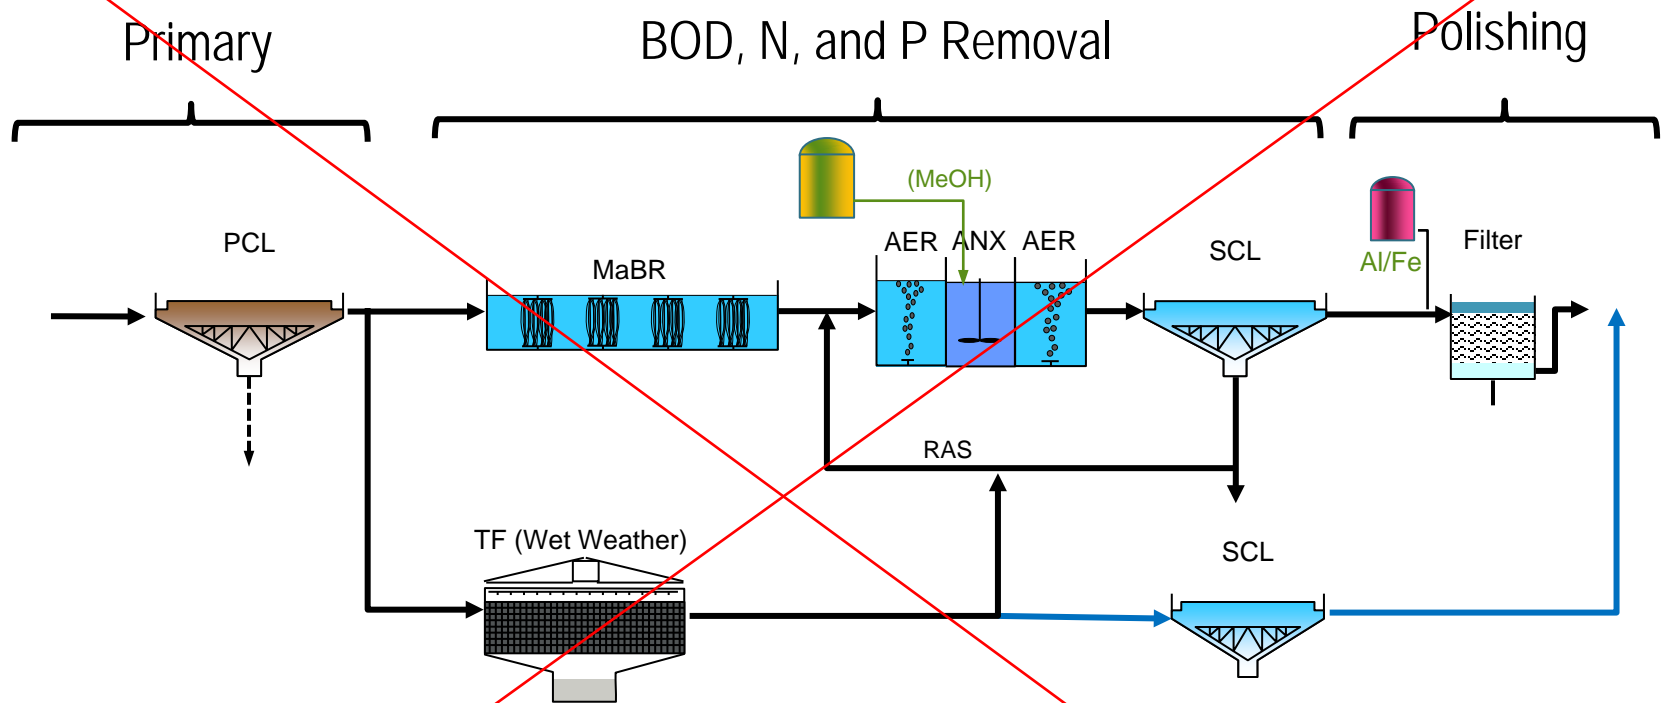 Primary
BOD, N, and P Removal
Polishing
(MeOH)
PCL
MaBR
AER
ANX
AER
SCL
Al/Fe
Filter
RAS
TF (Wet Weather)
SCL